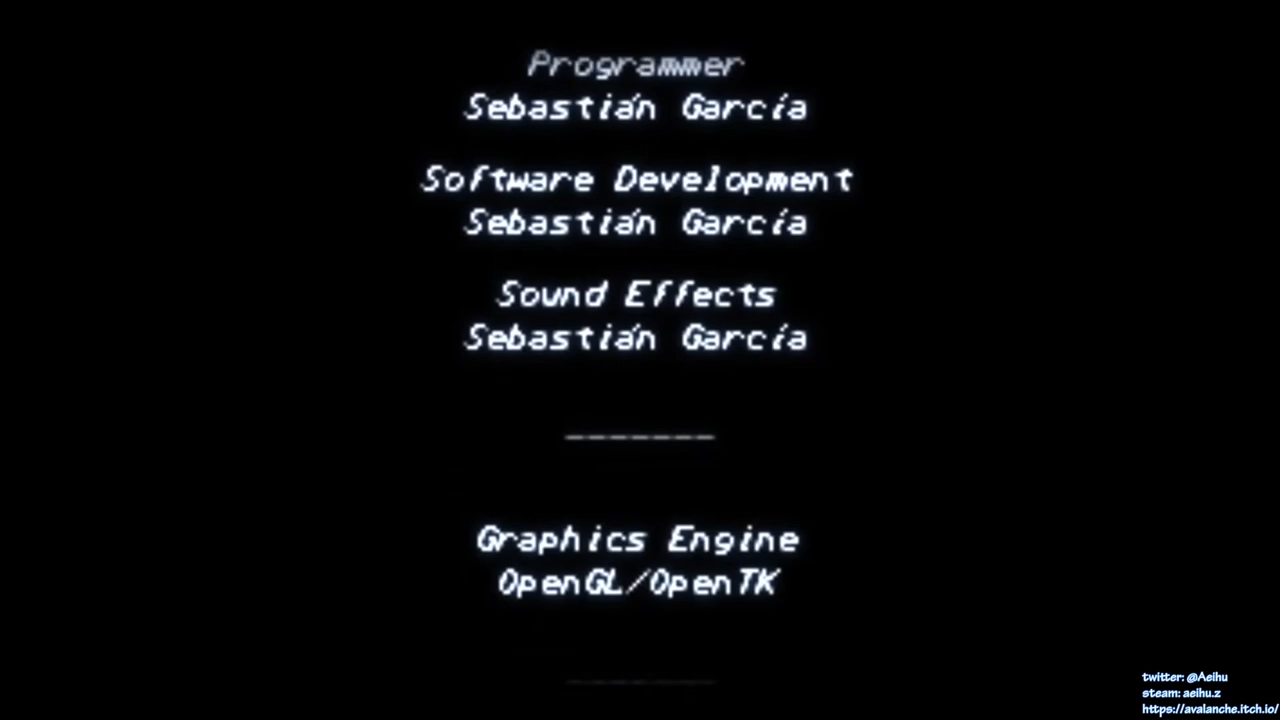 Programmer
Sebastián García
Software Development
Sebastián García
Sound Effects
Sebastián García
-------
Graphics Engine
OpenGL/OpenTK
-------
twitter: @Aeihu
steam: aeihu.z
https://avalanche.itch.io/